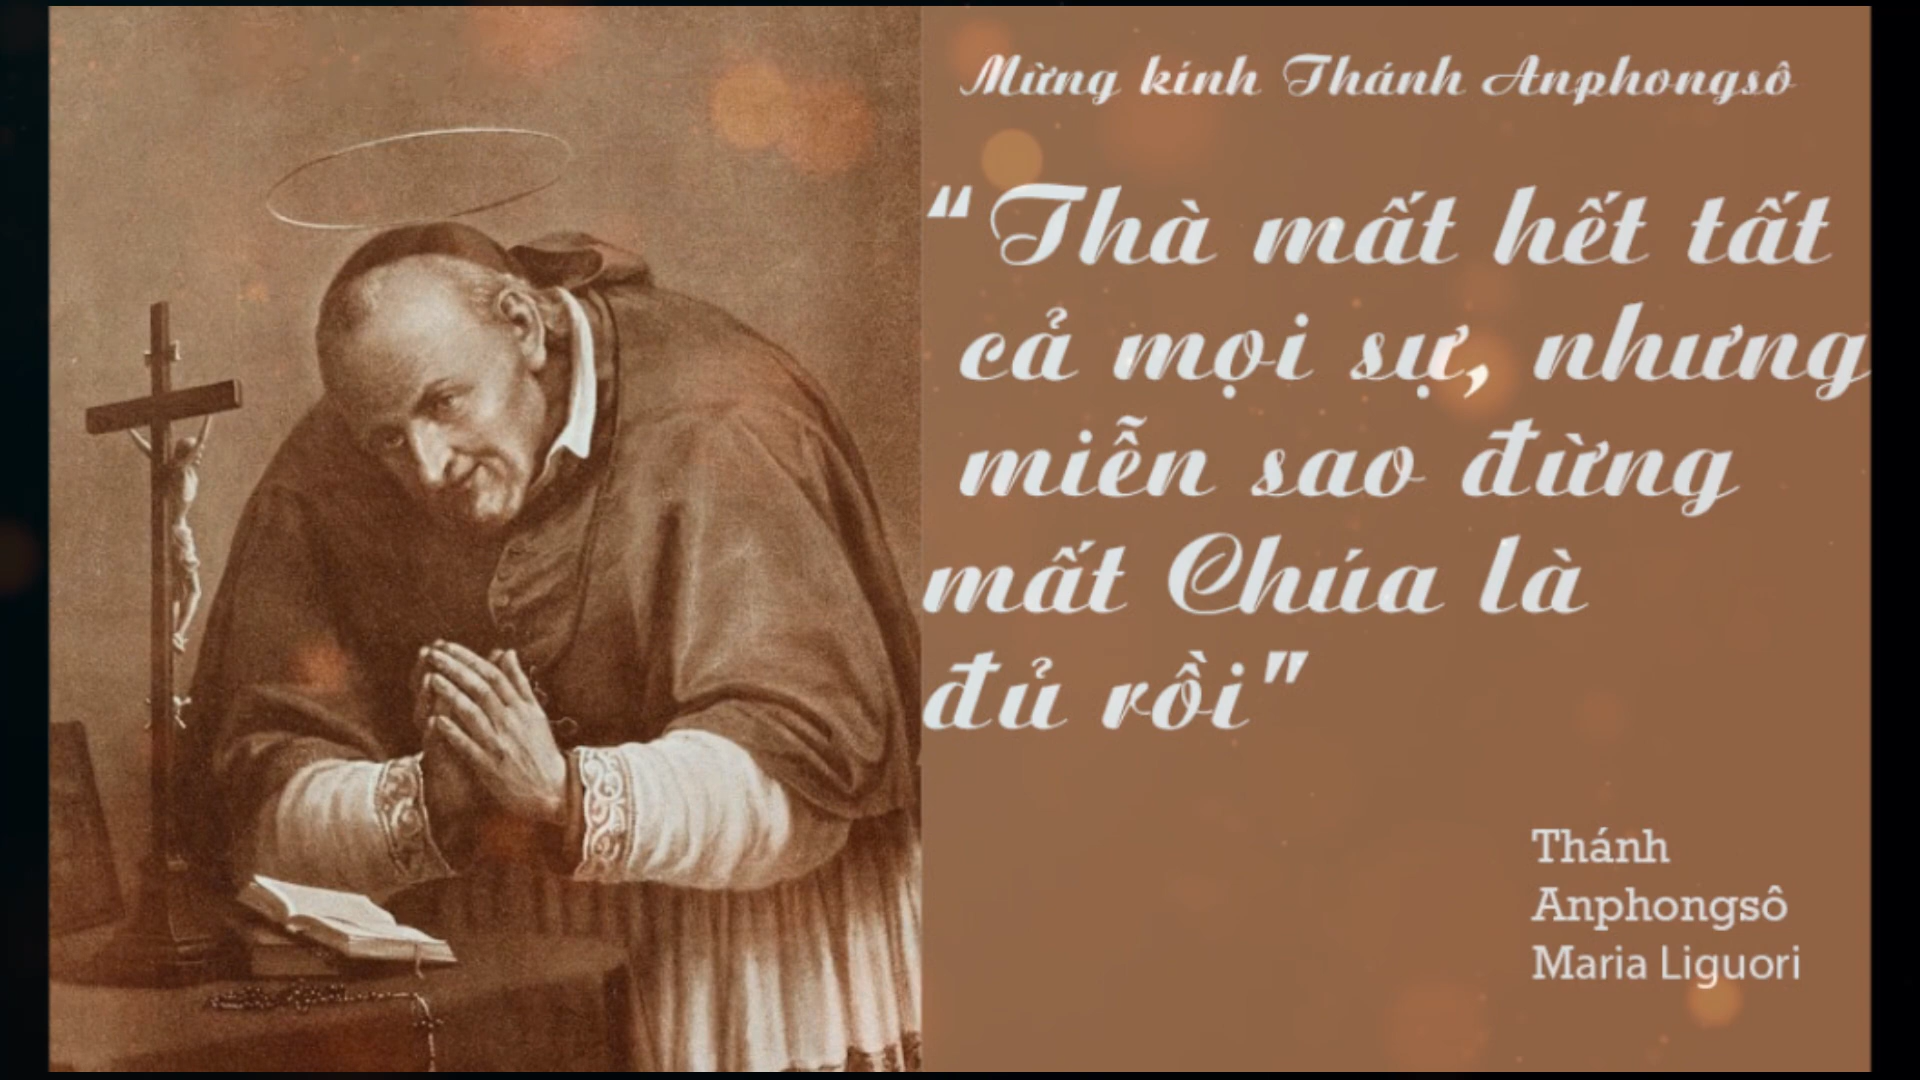 Mừng kính Thánh Anphongsô
“Thà mất hết tất
cả mọi sự, nhưng
miễn sao đừng
mất Chúa là
đủ rồi”
Thánh
Anphongsô
Maria Liguori